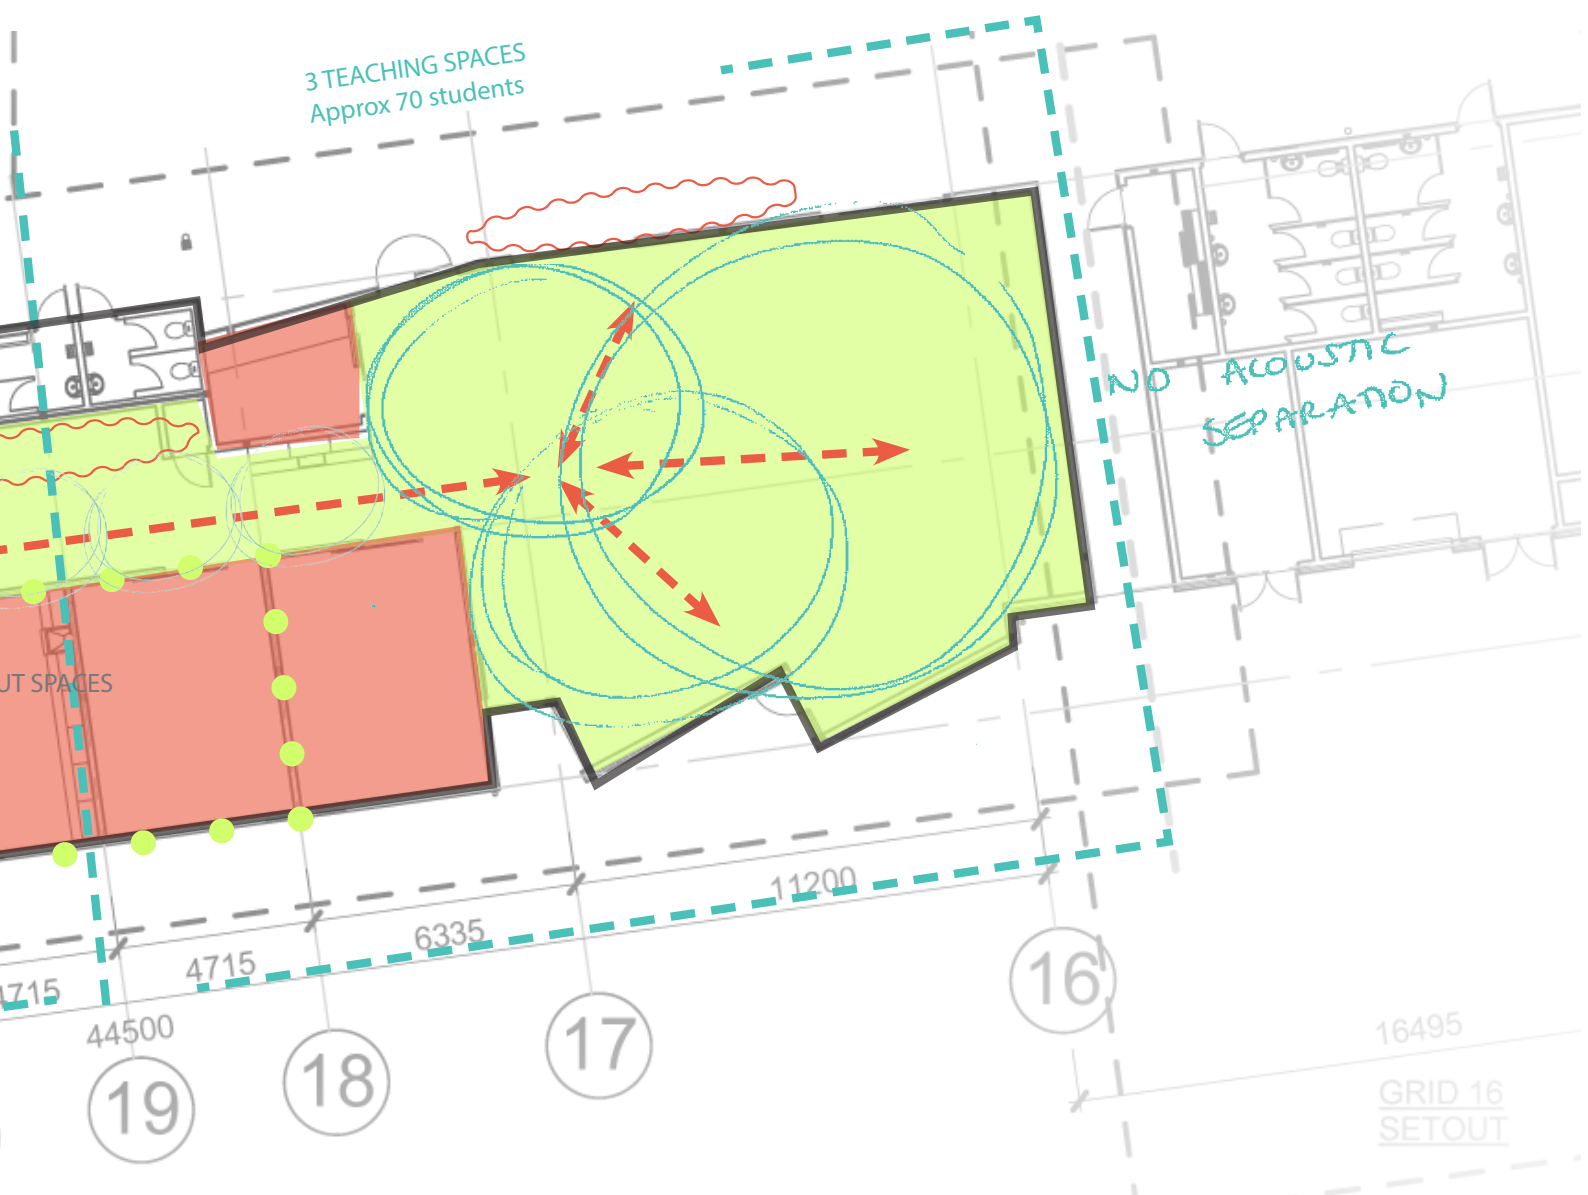 3 TEACHING SPACES
Approx 70 students
NO ACOUSTIC
SEPARATION
UT SPACES
11200
6335
4715
4715
44500
16
17
18
19
16495
GRID 16
SETOUT